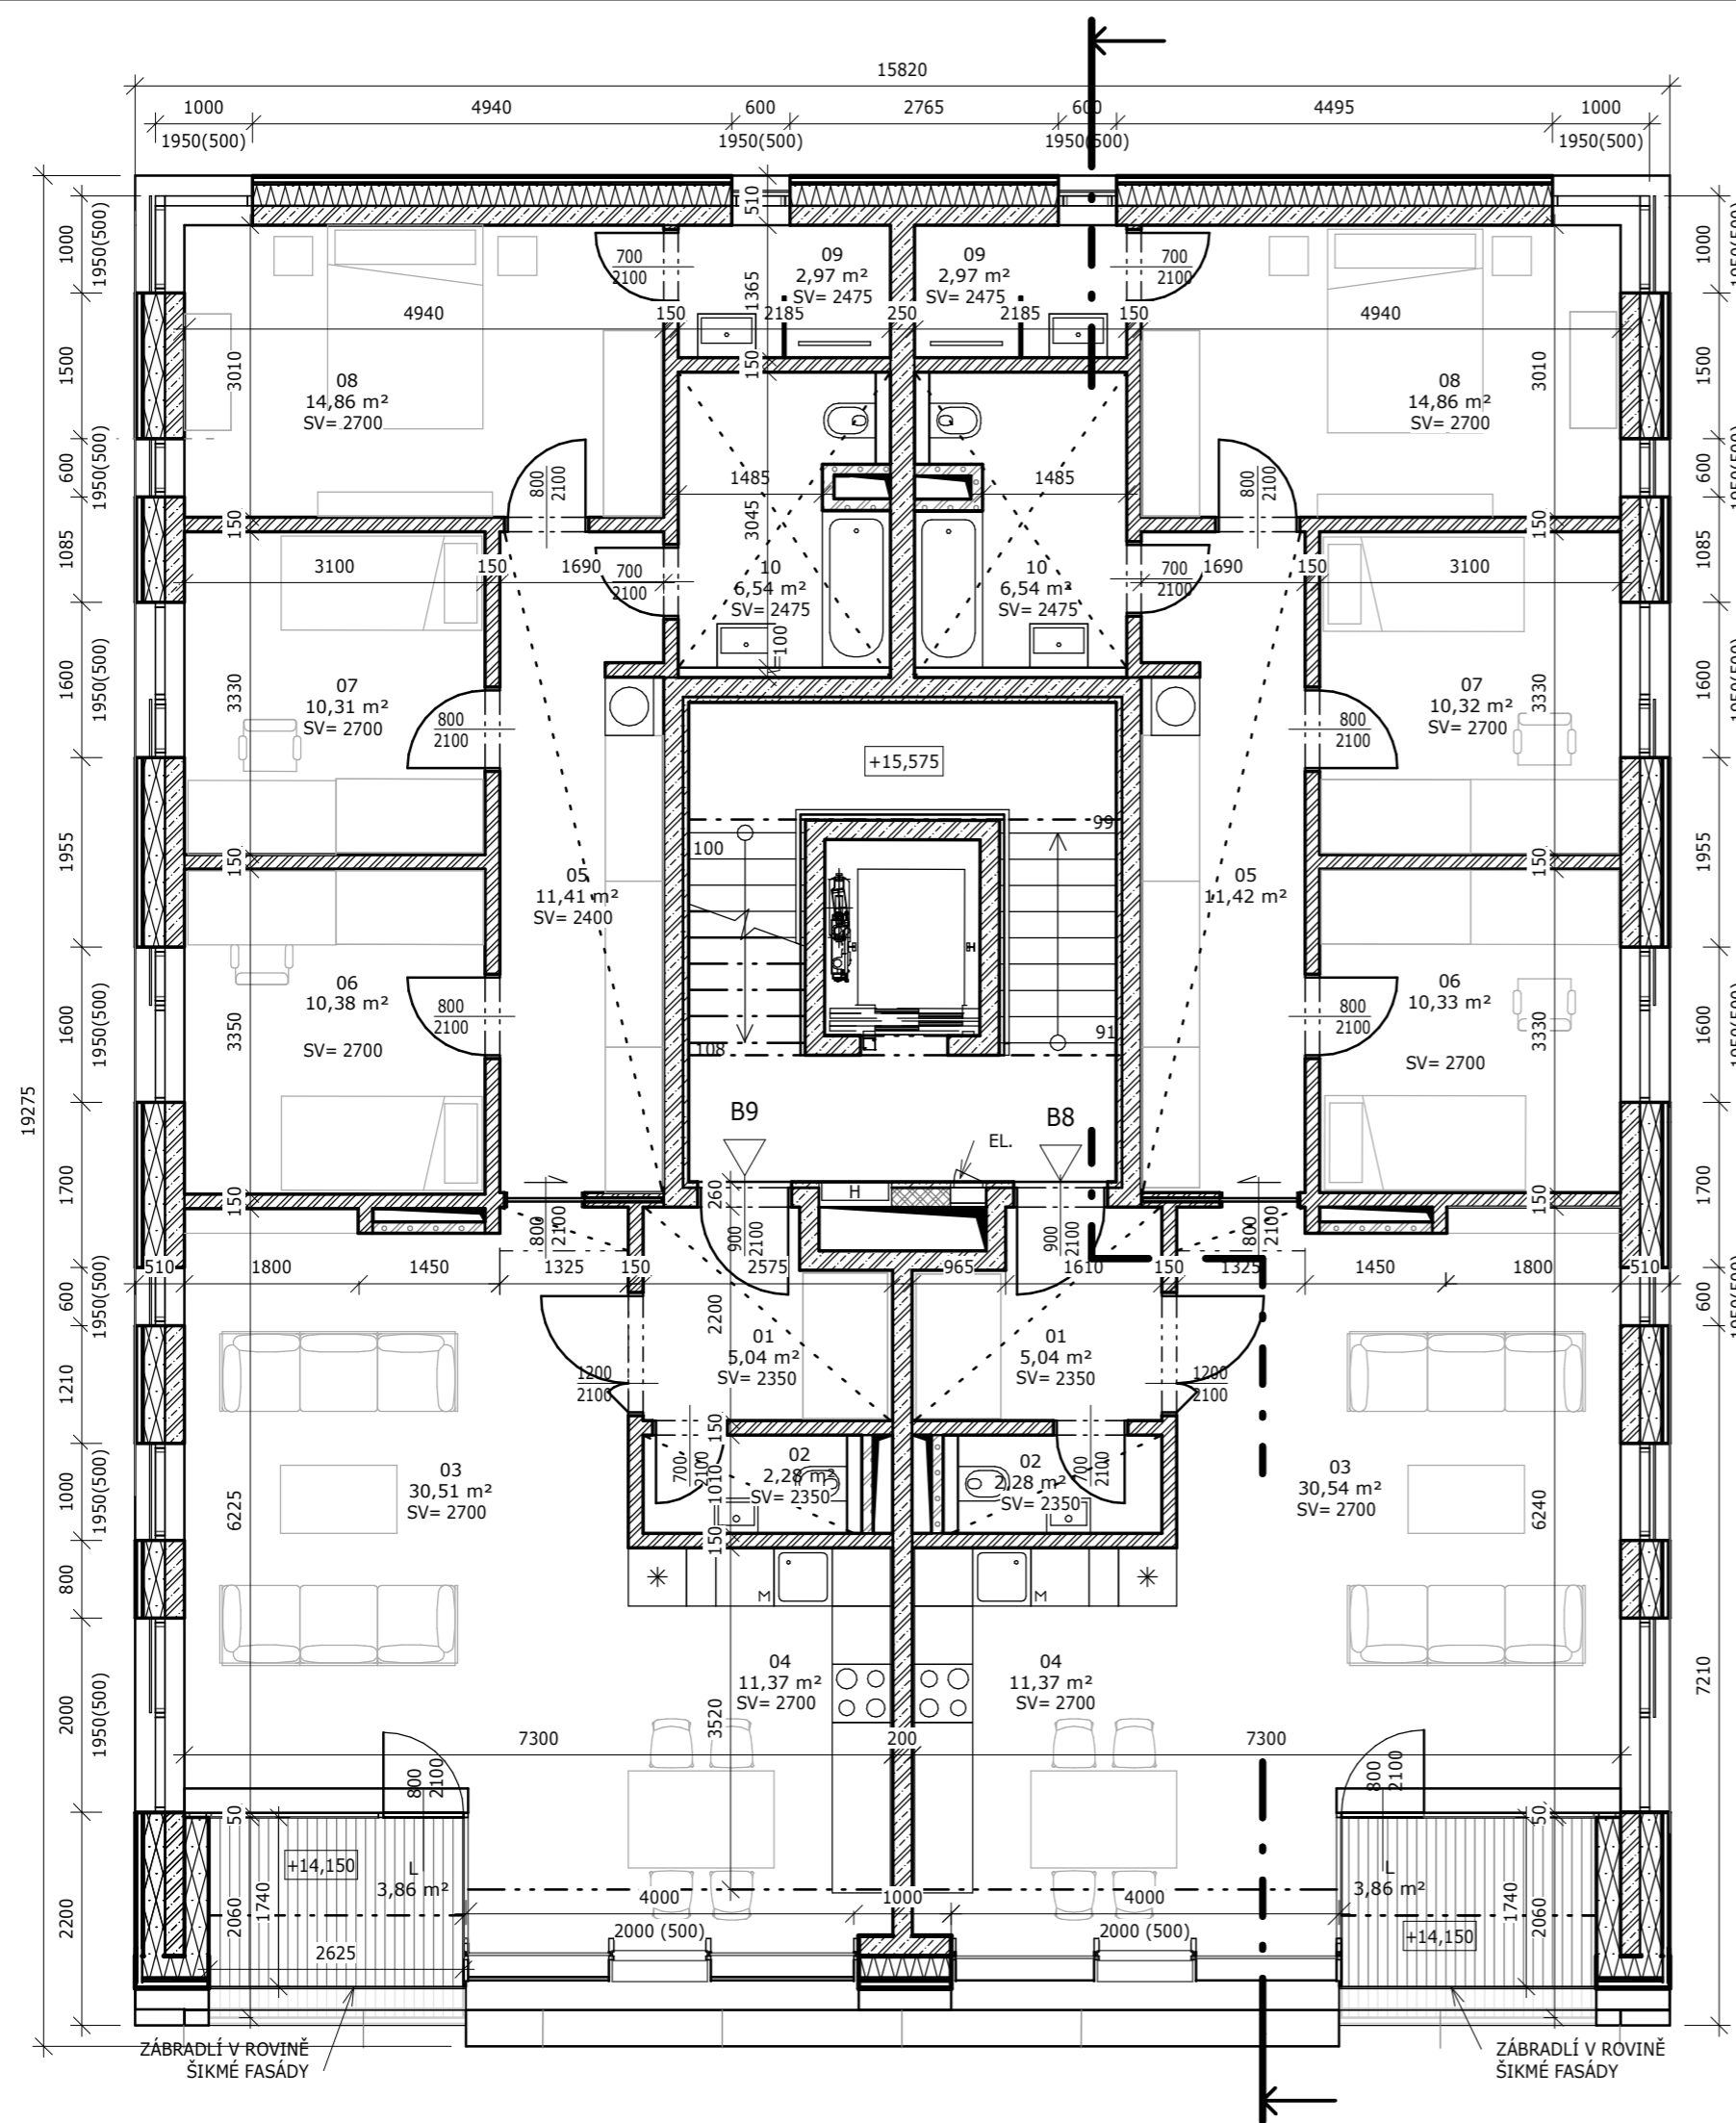 15820
1000 4940 600 2765 600 4495 1000
1950(500) 1950(500) 1950(500) 1950(500)
510
1000 1950(500)
1000
700
2100
09
2,97 m²
SV= 2475
09
2,97 m²
SV= 2475
700
2100
1365
4940 150 2185 250 2185 150 4940
1500 3010 150 3010 1500
08
14,86 m²
SV= 2700
08
14,86 m²
SV= 2700
600 1950(500)
800
2100
1485
1485
800
2100
600
3045
150
150
1085
1085
3100 150 1690
700
2100
10
6,54 m²
SV= 2475
10
6,54 m²
SV= 2475
700
2100
1690 150 3100
100
1600 1950(500)
1600
07
10,31 m²
SV= 2700
3330
07
10,32 m²
SV= 2700
3330
800
2100
800
2100
+15,575
99
100
1955
150
150
1955
05
11,41 m²
SV= 2400
05
11,42 m²
06
10,38 m²
SV= 2700
3350
06
10,33 m²
SV= 2700
3330
800
2100
800
2100
1600 1950(500)
1600
91
108
19275
B9
B8
EL.
H
1700
150
260
150
1700
800
2100
900
2100
900
2100
800
2100
510 1800 1450 1325 150 2575 965 1610 150 1325 1450 1800 510
600 1950(500)
600
2200
01
5,04 m²
SV= 2350
01
5,04 m²
SV= 2350
1200
2100
1200
2100
1210
150
02
2,28 m²
SV= 2350
02
2,28 m²
SV= 2350
700
2100
700
2100
1010
150
1000 1950(500)
03
30,51 m²
SV= 2700
6225
03
30,54 m²
SV= 2700
6240
800
M
M
04
11,37 m²
SV= 2700
04
11,37 m²
SV= 2700
3520
2000 1950(500)
7210
7300 200 7300
800
2100
800
2100
50
50
+14,150
L
3,86 m²
L
3,86 m²
+14,150
2200
2060
1740
2625
1740
2060
4000 1000 4000
2000 (500) 2000 (500)
ZÁBRADLÍ V ROVINĚ
ŠIKMÉ FASÁDY
ZÁBRADLÍ V ROVINĚ
ŠIKMÉ FASÁDY